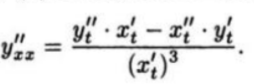 $y''_{xx} = \frac{y''_t \cdot x'_t - x''_t \cdot y'_t}{(x'_t)^3}.$